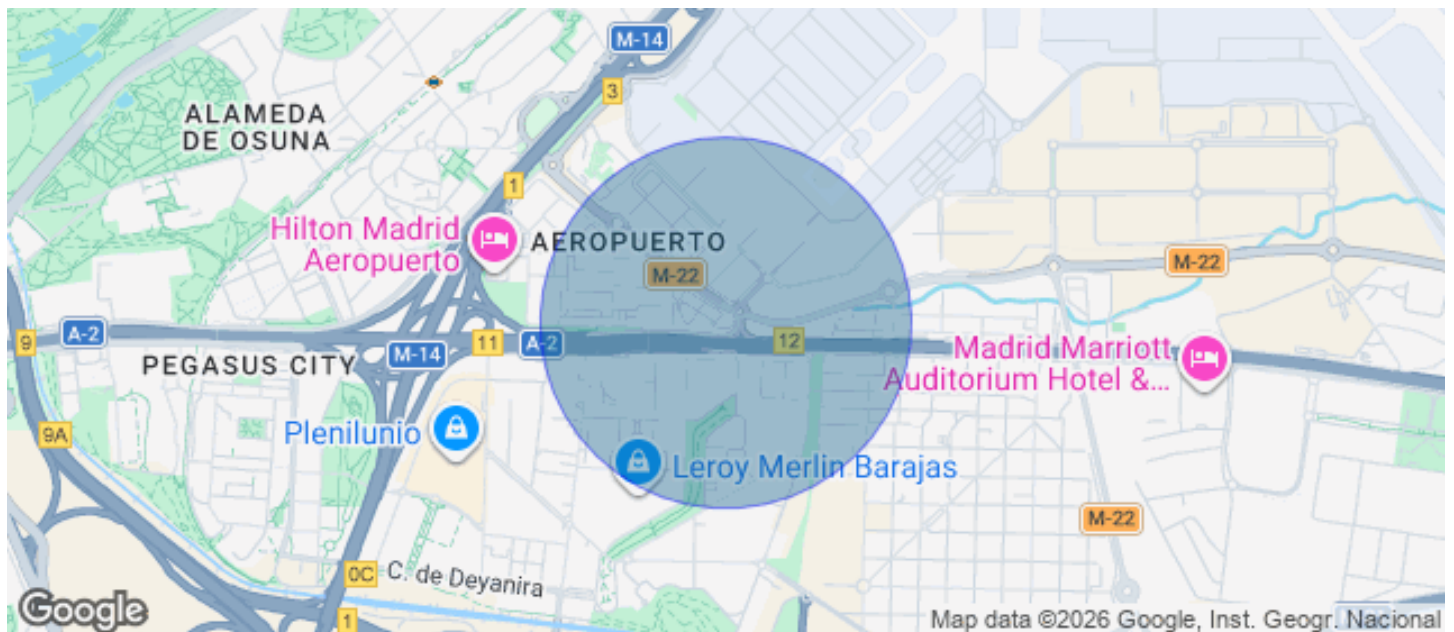 M-14
3
ALAMEDA
DE OSUNA
1
Hilton Madrid
Aeropuerto
AEROPUERTO
M-22
M-22
A-2
9
11
A-2
12
M-14
PEGASUS CITY
Madrid Marriott
Auditorium Hotel &...
Plenilunio
9A
Leroy Merlin Barajas
M-22
0C
C. de Deyanira
1
Google
Map data ©2026 Google, Inst. Geogr. Nacional